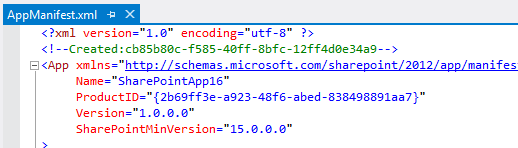 AppManifest.xml
<?xml version="1.0" encoding="utf-8" ?>
<!--Created:cb85b80c-f585-40ff-8bfc-12ff4d0e34a9-->
<App xmlns="http://schemas.microsoft.com/sharepoint/2012/app/manifest
Name="SharePointApp16"
ProductID="{2b69ff3e-a923-48f6-abed-838498891aa7}"
Version="1.0.0.0"
SharePointMinVersion="15.0.0.0"
>